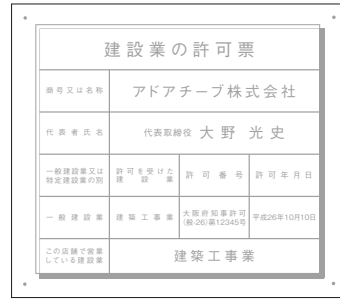 建設業の許可票
商号又は名称 アドアチーブ株式会社
代表者氏名 代表取締役 大野 光史
一般建設業又は
特定建設業の別
許可を受けた
建設業
許可番号
許可年月日
一般建設業
建築工事業
大阪府知事許可
(般-26)第12345号
平成26年10月10日
この店舗で営業
している建設業
建築工事業